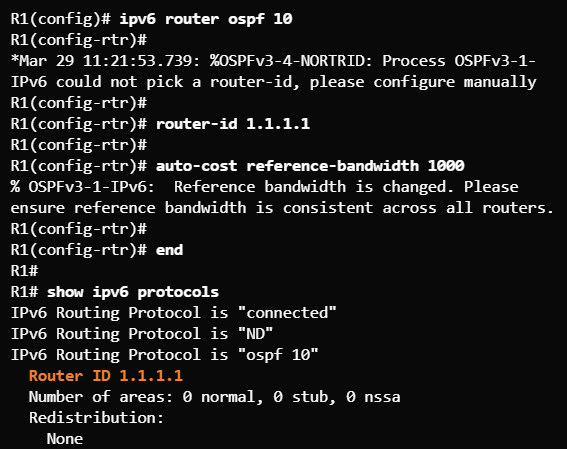 R1(config)# ipv6 router ospf 10
R1(config-rtr)#
*Mar 29 11:21:53.739: %OSPFv3-4-NORTRID: Process OSPFv3-1-
IPv6 could not pick a router-id, please configure manually
R1(config-rtr)#
R1(config-rtr)# router-id 1.1.1.1
R1(config-rtr)#
R1(config-rtr)# auto-cost reference-bandwidth 1000
% OSPFv3-1-IPv6:  Reference bandwidth is changed. Please
ensure reference bandwidth is consistent across all routers.
R1(config-rtr)#
R1(config-rtr)# end
R1#
R1# show ipv6 protocols
IPv6 Routing Protocol is "connected"
IPv6 Routing Protocol is "ND"
IPv6 Routing Protocol is "ospf 10"
  Router ID 1.1.1.1
  Number of areas: 0 normal, 0 stub, 0 nssa
  Redistribution:
    None